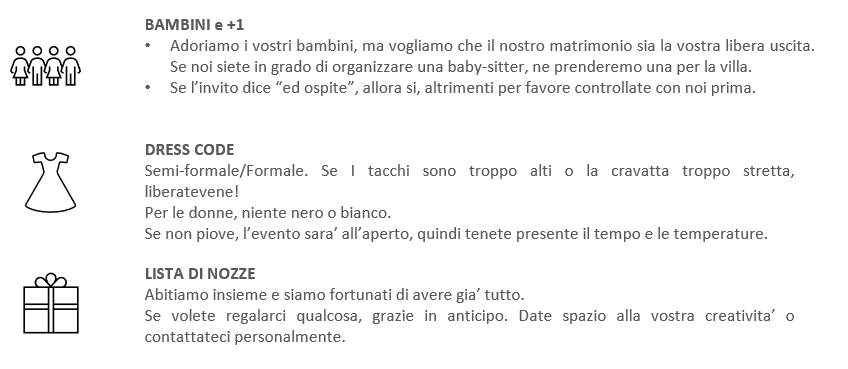 BAMBINI e +1
• Adoriamo i vostri bambini, ma vogliamo che il nostro matrimonio sia la vostra libera uscita.
Se noi siete in grado di organizzare una baby-sitter, ne prenderemo una per la villa.
• Se l’invito dice “ed ospite”, allora si, altrimenti per favore controllate con noi prima.
DRESS CODE
Semi-formale/Formale. Se I tacchi sono troppo alti o la cravatta troppo stretta,
liberatevene!
Per le donne, niente nero o bianco.
Se non piove, l’evento sara’ all’aperto, quindi tenete presente il tempo e le temperature.
LISTA DI NOZZE
Abitiamo insieme e siamo fortunati di avere gia’ tutto.
Se volete regalarci qualcosa, grazie in anticipo. Date spazio alla vostra creativita’ o
contattateci personalmente.